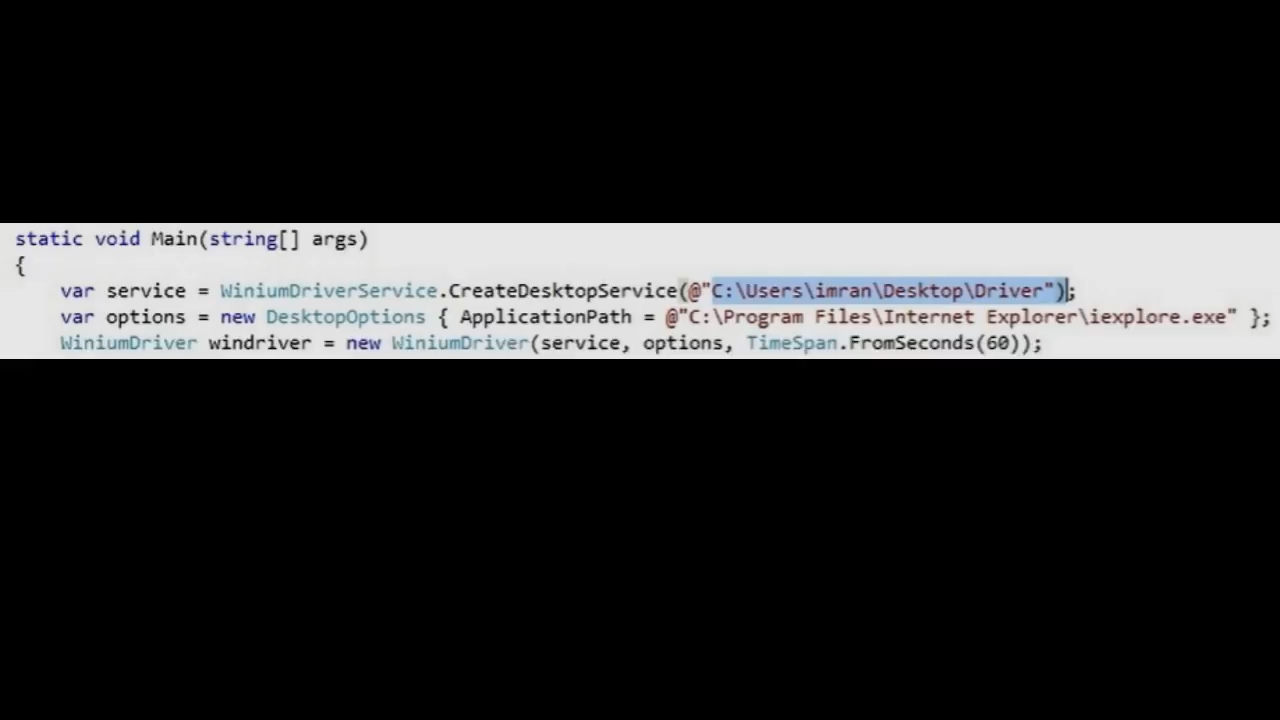 static void Main(string[] args)
{
var service = WiniumDriverService.CreateDesktopService(@"C:\Users\imran\Desktop\Driver");
var options = new DesktopOptions { ApplicationPath = @"C:\Program Files\Internet Explorer\iexplore.exe" };
WiniumDriver windriver = new WiniumDriver(service, options, TimeSpan.FromSeconds(60));